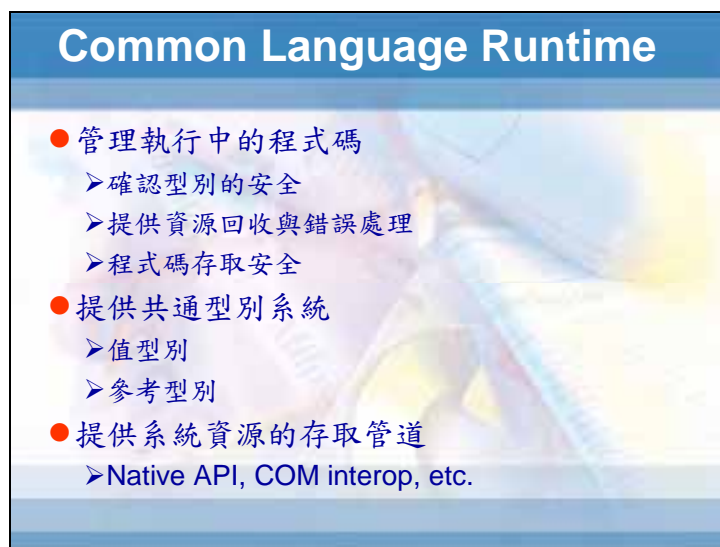 Common Language Runtime
●管理執行中的程式碼
➢確認型別的安全
➢提供資源回收與錯誤處理
➢程式碼存取安全
●提供共通型別系統
➢值型別
➢參考型別
●提供系統資源的存取管道
➢Native API, COM interop, etc.